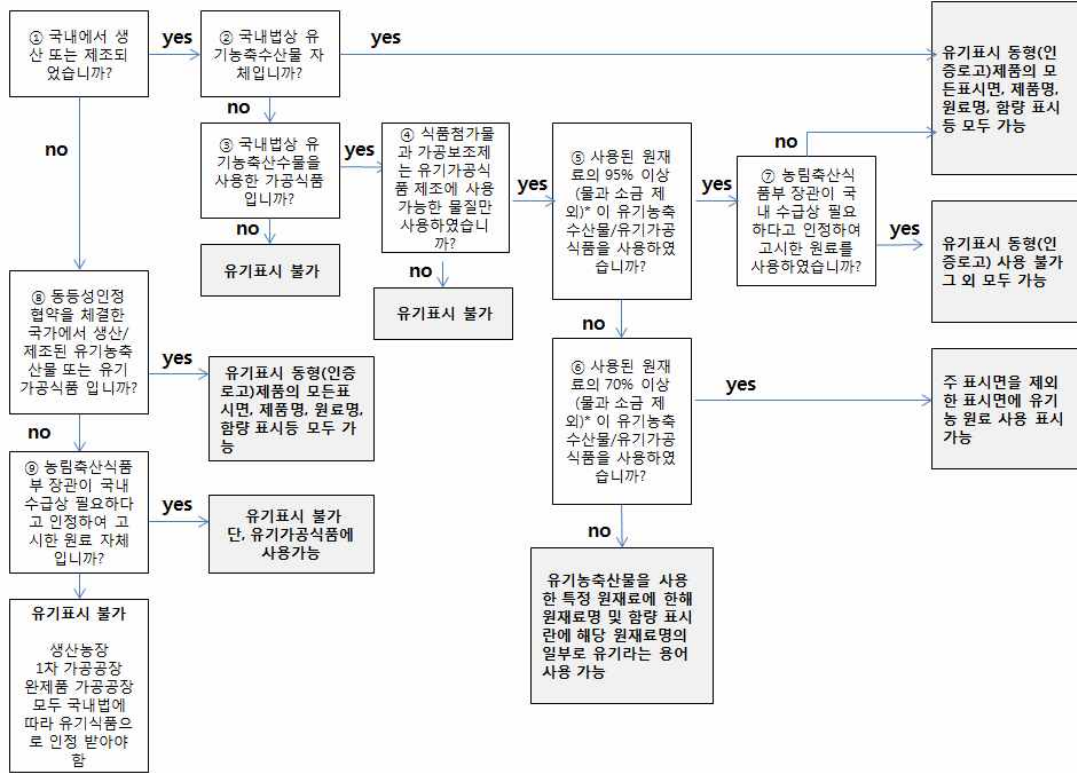 ① 국내에서 생
산 또는 제조되
었습니까?
yes
② 국내법상 유
기농축수산물 자
체입니까?
yes
유기표시 동형(인
증로고)제품의 모
든표시면, 제품명,
원료명, 함량 표시
등 모두 가능
no
no
③ 국내법상 유
기농축산수물을
사용한 가공식품
입니까?
yes
④ 식품첨가물
과 가공보조제
는 유기가공식
품 제조에 사용
가능한 물질만
사용하였습니
까?
yes
⑤ 사용된 원재
료의 95% 이상
(물과 소금 제
외)* 이 유기농축
수산물/유기가공
식품을 사용하였
습니까?
yes
no
⑦ 농림축산식
품부 장관이 국
내 수급상 필요
하다고 인정하여
고시한 원료를
사용하였습니까?
yes
유기표시 동형(인
증로고) 사용 불가
그 외 모두 가능
no
유기표시 불가
no
유기표시 불가
no
⑧ 동등성인정
협약을 체결한
국가에서 생산/
제조된 유기농축
산물 또는 유기
가공식품 입니까?
yes
유기표시 동형(인증
로고)제품의 모든표
시면, 제품명, 원료명,
함량 표시등 모두 가
능
⑥ 사용된 원재
료의 70% 이상
(물과 소금 제
외)* 이 유기농축
수산물/유기가공
식품을 사용하였
습니까?
yes
주 표시면을 제외
한 표시면에 유기
농 원료 사용 표시
가능
no
⑨ 농림축산식품
부 장관이 국내
수급상 필요하다
고 인정하여 고
시한 원료 자체
입니까?
yes
유기표시 불가
단, 유기가공식품에
사용가능
no
유기농축산물을 사용
한 특정 원재료에 한해
원재료명 및 함량 표시
란에 해당 원재료명의
일부로 유기라는 용어
사용 가능
no
유기표시 불가
생산농장
1차 가공공장
완제품 가공공장
모두 국내법에
따라 유기식품으
로 인정 받아야
함